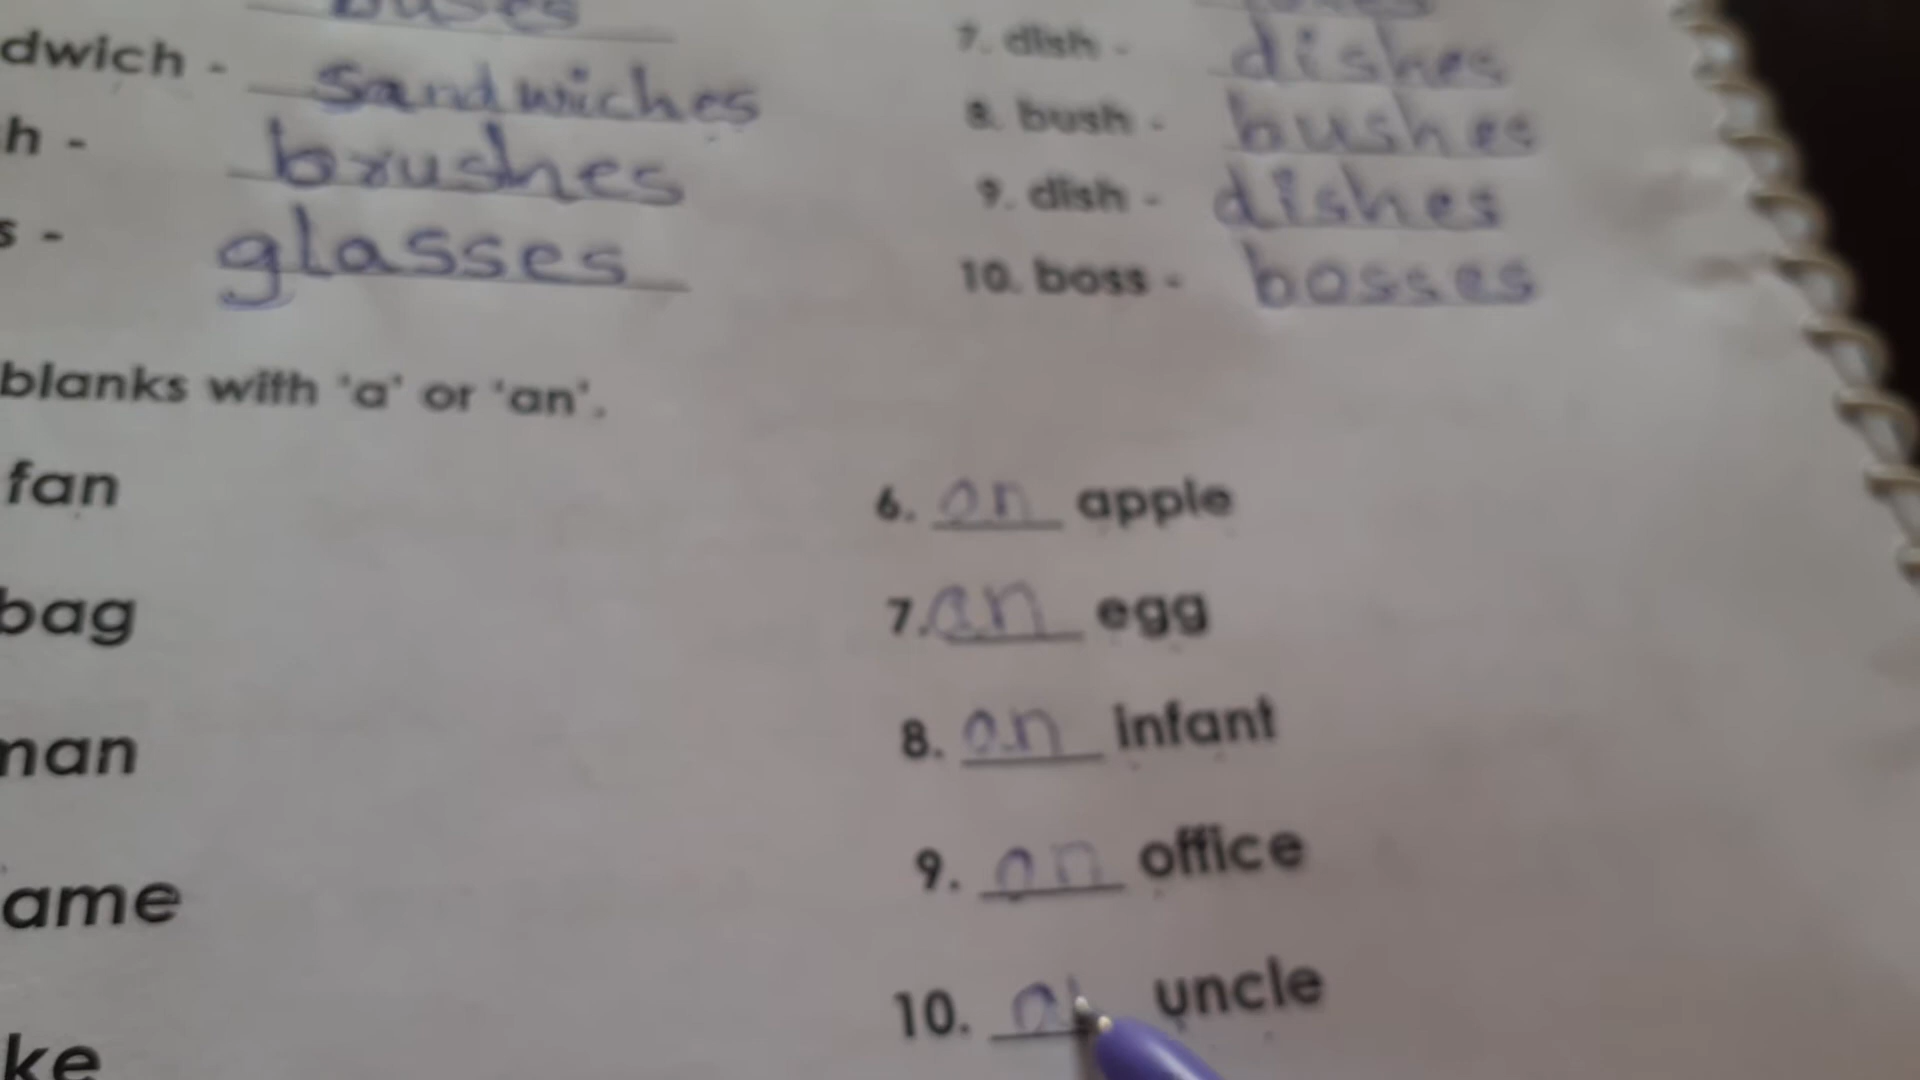 buses
dwich - sandwiches
h - brushes
s - glasses
7. dish - dishes
8. bush - bushes
9. dish - dishes
10. boss - bosses
blanks with 'a' or 'an'.
fan
bag
man
ame
ke
6. an apple
7. an egg
8. an infant
9. an office
10. a uncle